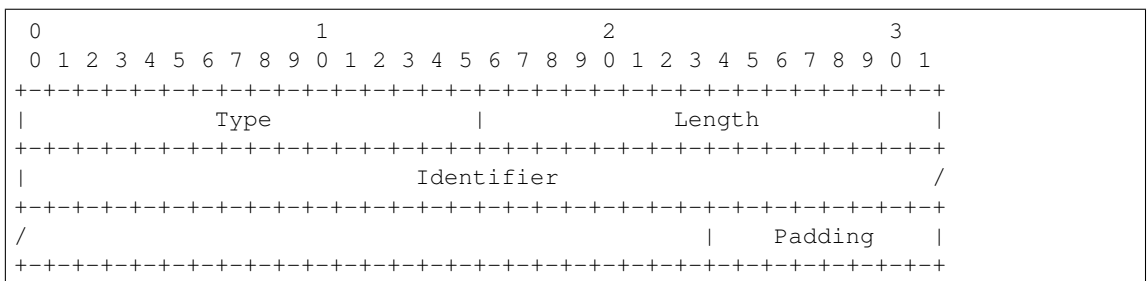 0                   1                   2                   3
 0 1 2 3 4 5 6 7 8 9 0 1 2 3 4 5 6 7 8 9 0 1 2 3 4 5 6 7 8 9 0 1
+-+-+-+-+-+-+-+-+-+-+-+-+-+-+-+-+-+-+-+-+-+-+-+-+-+-+-+-+-+-+-+-+
|             Type              |             Length            |
+-+-+-+-+-+-+-+-+-+-+-+-+-+-+-+-+-+-+-+-+-+-+-+-+-+-+-+-+-+-+-+-+
|                           Identifier                          /
+-+-+-+-+-+-+-+-+-+-+-+-+-+-+-+-+-+-+-+-+-+-+-+-+-+-+-+-+-+-+-+-+
/                                               |    Padding    |
+-+-+-+-+-+-+-+-+-+-+-+-+-+-+-+-+-+-+-+-+-+-+-+-+-+-+-+-+-+-+-+-+